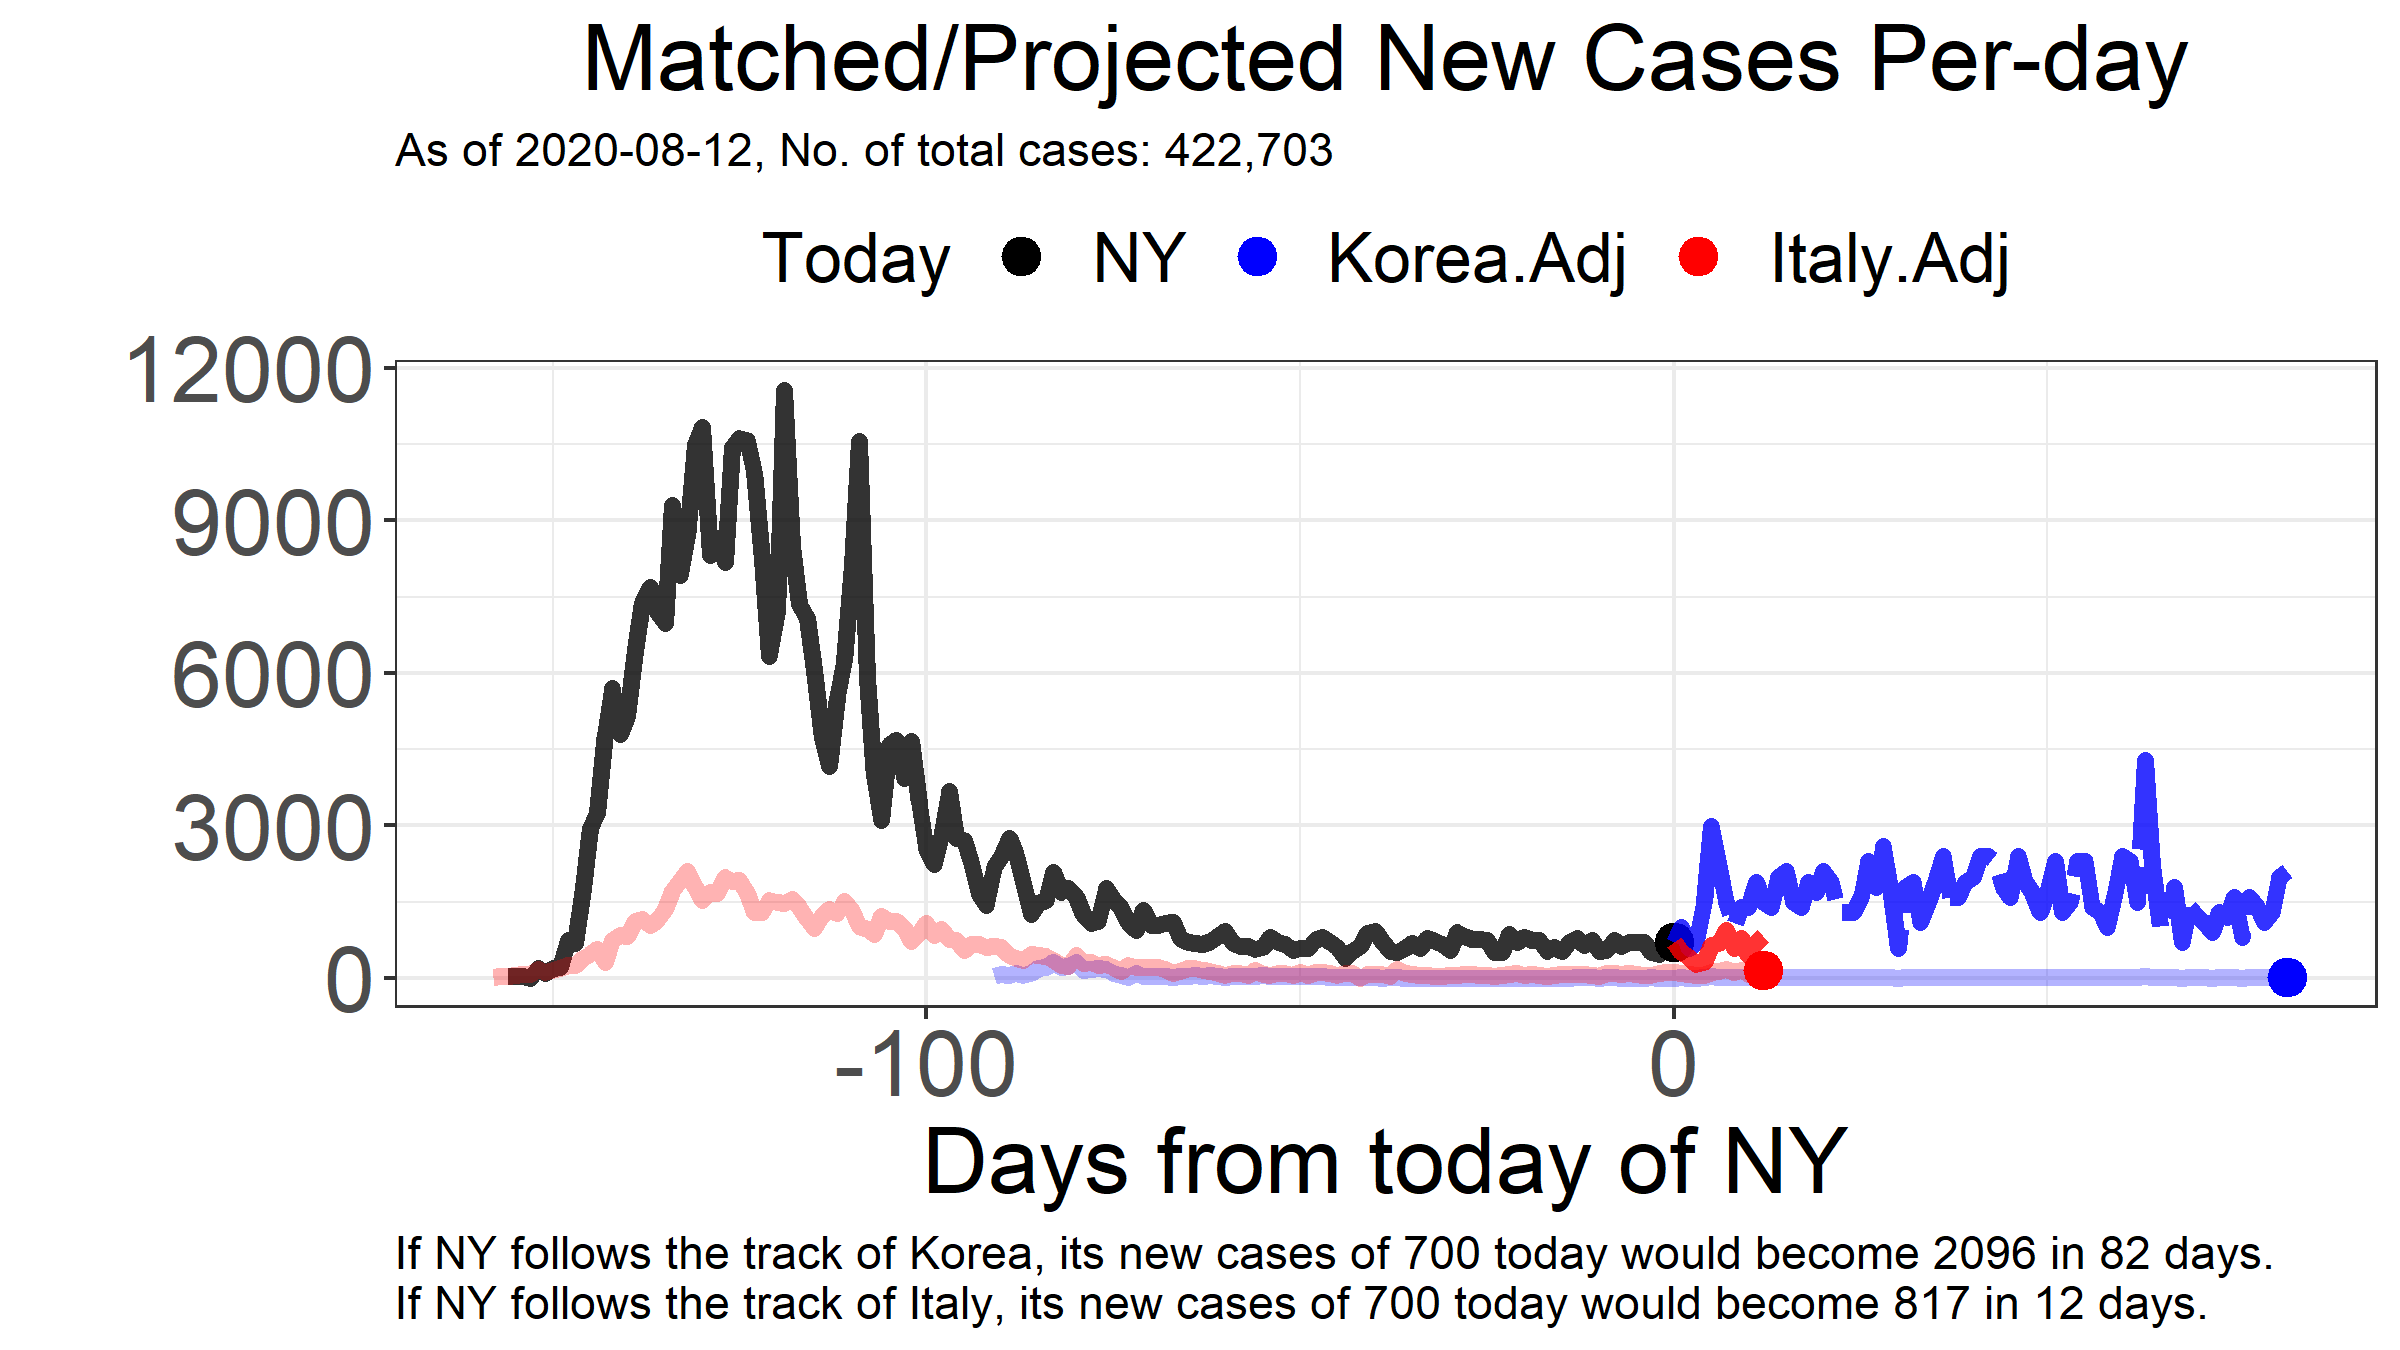 Matched/Projected New Cases Per-day
As of 2020-08-12, No. of total cases: 422,703
Today NY Korea.Adj Italy.Adj
12000
9000
6000
3000
0
-100 0
Days from today of NY
If NY follows the track of Korea, its new cases of 700 today would become 2096 in 82 days.
If NY follows the track of Italy, its new cases of 700 today would become 817 in 12 days.